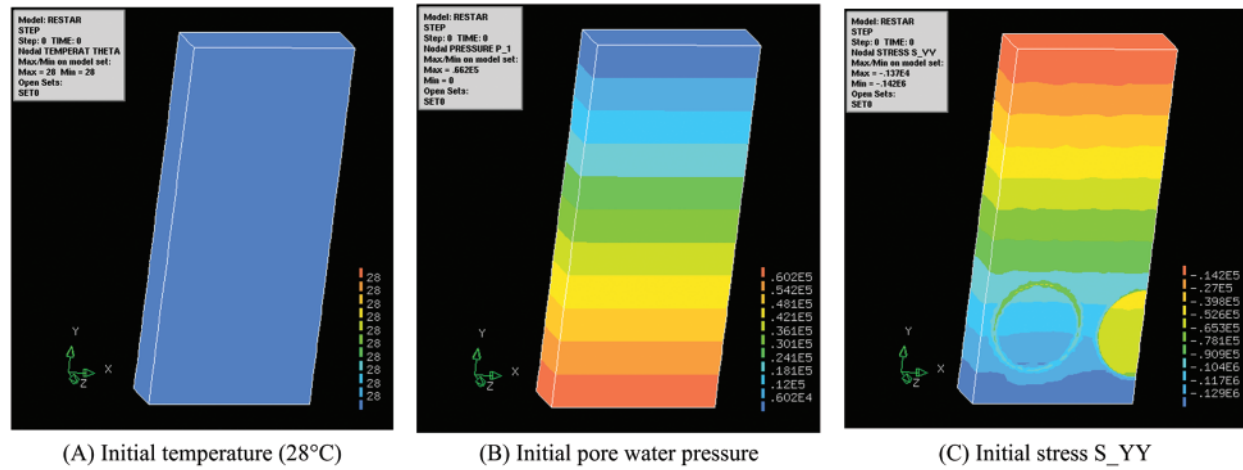 Model: RESTAR
STEP
Step: 0 TIME: 0
Nodal TEMPERAT THETA
Max/Min on model set:
Max = 28 Min = 28
Open Sets:
SET0
28
28
28
28
28
28
28
28
28
28
Y
X
Z
(A) Initial temperature (28°C)
Model: RESTAR
STEP
Step: 0 TIME: 0
Nodal PRESSURE P_1
Max/Min on model set:
Max = .662E5
Min = 0
Open Sets:
SET0
.602E5
.542E5
.481E5
.421E5
.361E5
.301E5
.241E5
.181E5
.12E5
.602E4
Y
X
Z
(B) Initial pore water pressure
Model: RESTAR
STEP
Step: 0 TIME: 0
Nodal STRESS S_YY
Max/Min on model set:
Max = -.137E4
Min = -.142E6
Open Sets:
SET0
-.142E5
-.27E5
-.398E5
-.526E5
-.653E5
-.781E5
-.909E5
-.104E6
-.117E6
-.129E6
Y
X
Z
(C) Initial stress S_YY